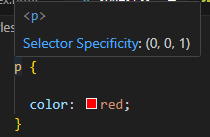 <p>
Selector Specificity: (0, 0, 1)
p {
color: red;
}